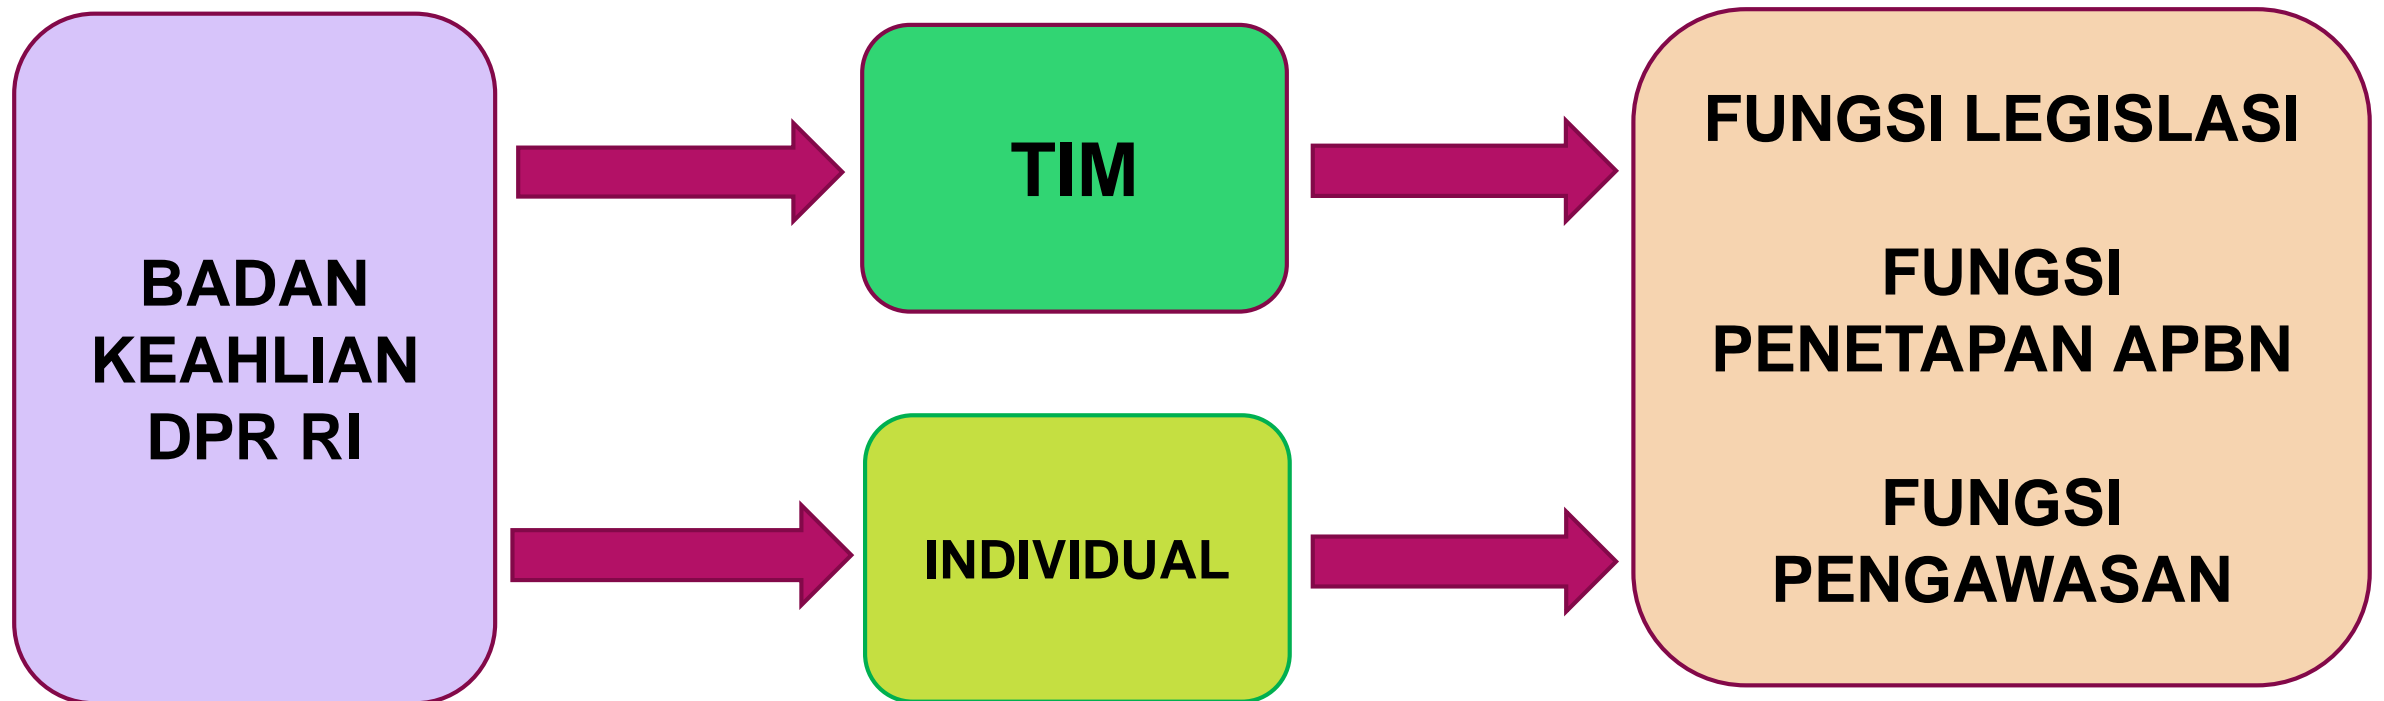 BADAN
KEAHLIAN
DPR RI
TIM
INDIVIDUAL
FUNGSI LEGISLASI
FUNGSI
PENETAPAN APBN
FUNGSI
PENGAWASAN